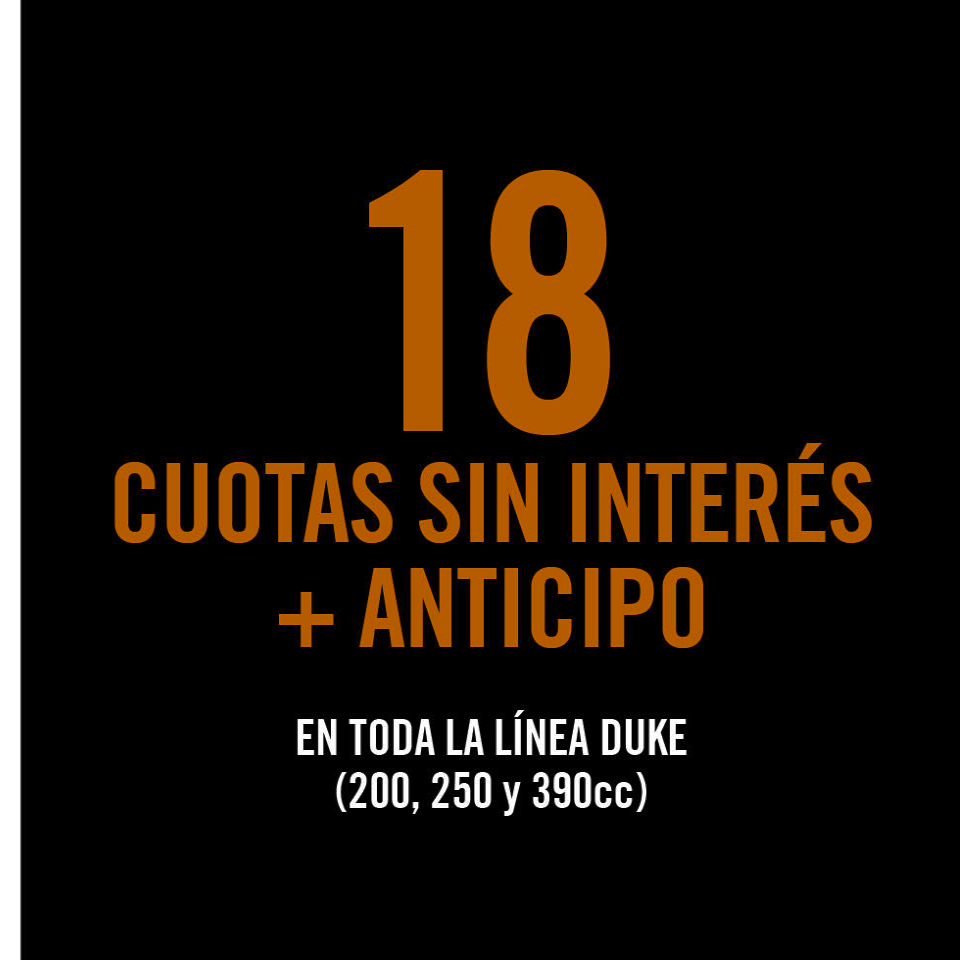 18
CUOTAS SIN INTERÉS
+ ANTICIPO
EN TODA LA LÍNEA DUKE
(200, 250 y 390cc)